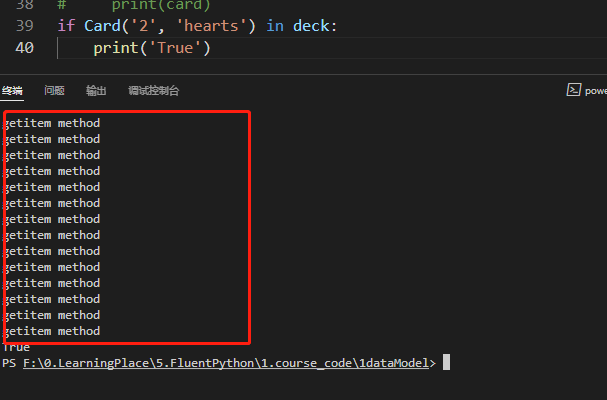 38 #     print(card)
39 if Card('2', 'hearts') in deck:
40     print('True')
终端 问题 输出 调试控制台 powe
getitem method
getitem method
getitem method
getitem method
getitem method
getitem method
getitem method
getitem method
getitem method
getitem method
getitem method
getitem method
getitem method
getitem method
True
PS F:\0.LearningPlace\5.FluentPython\1.course_code\1dataModel>